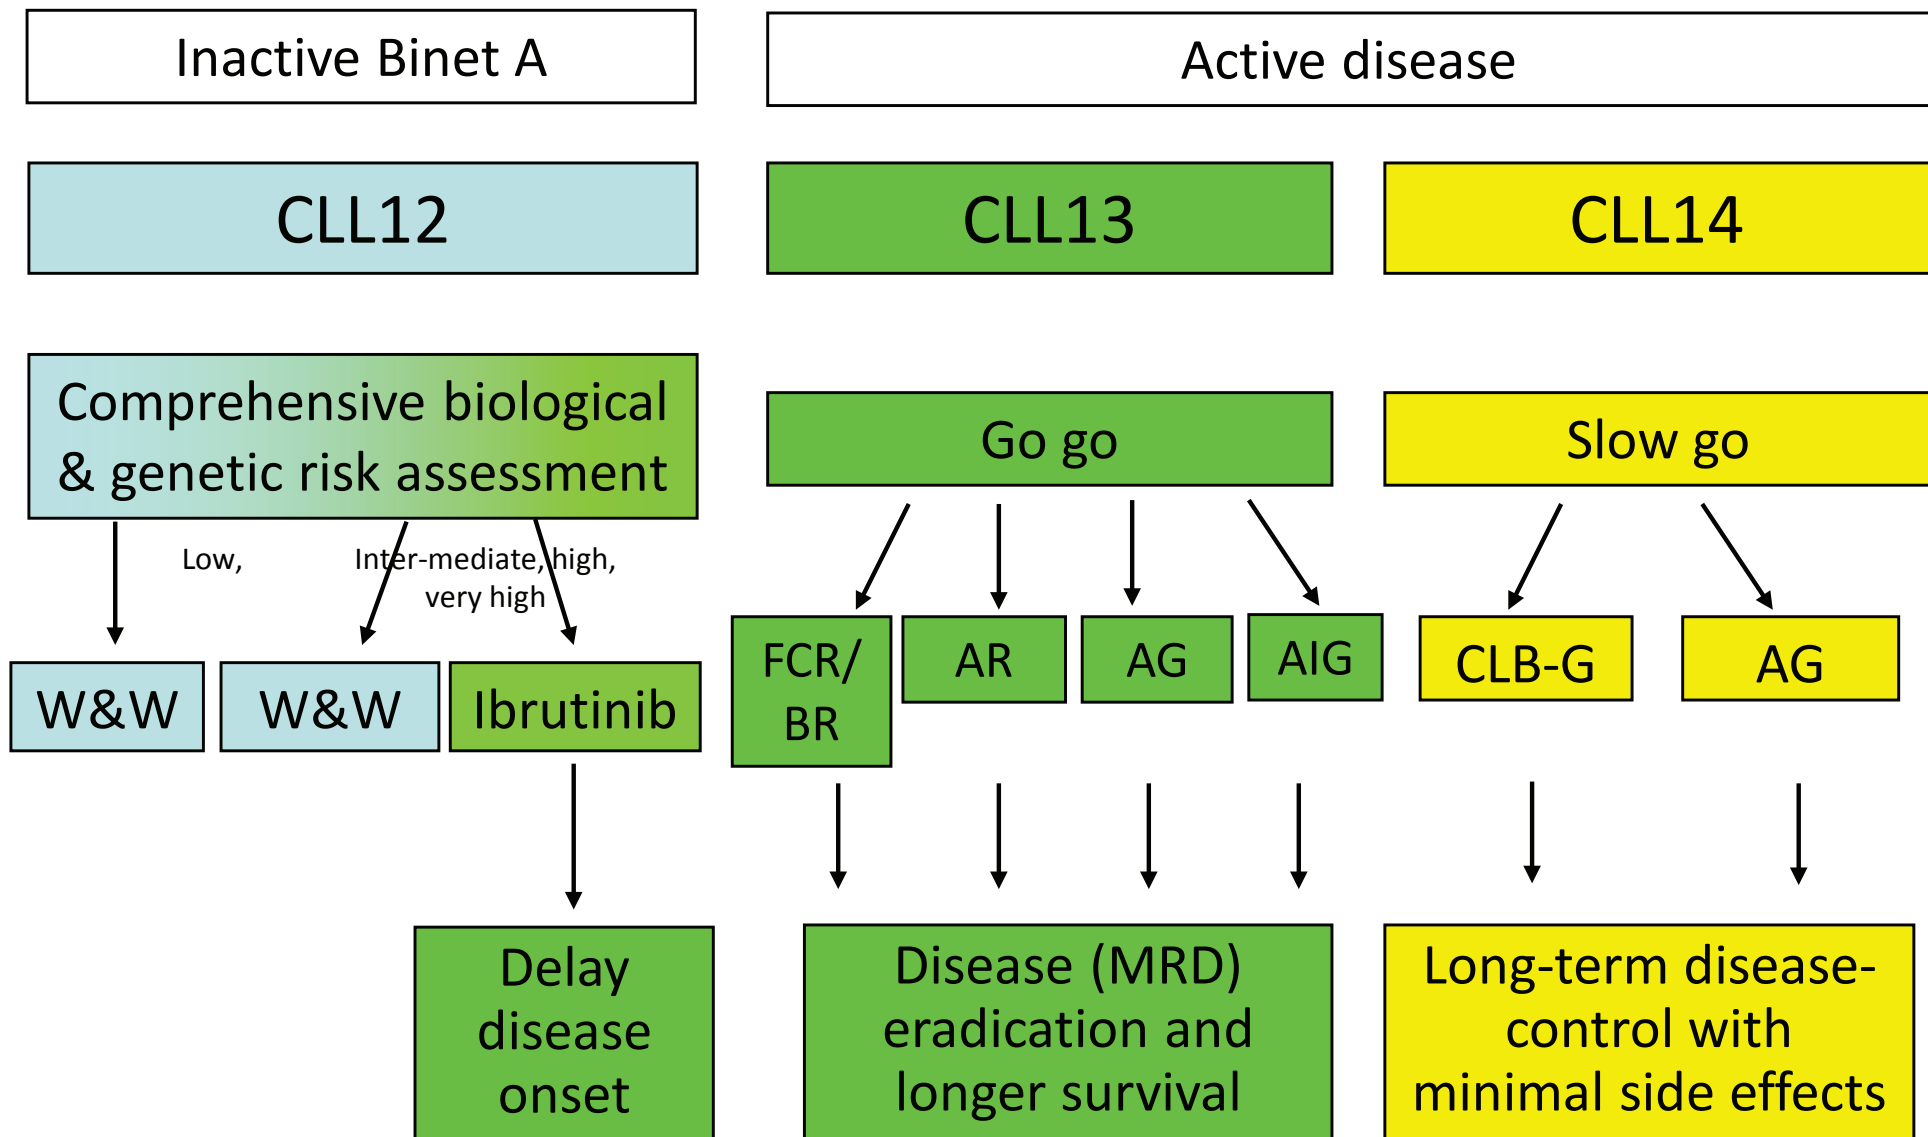 Inactive Binet A
Active disease
CLL12
CLL13
CLL14
Comprehensive biological
& genetic risk assessment
Go go
Slow go
Low,
Inter-mediate, high,
very high
W&W
W&W
Ibrutinib
FCR/
BR
AR
AG
AIG
CLB-G
AG
Delay
disease
onset
Disease (MRD)
eradication and
longer survival
Long-term disease-
control with
minimal side effects